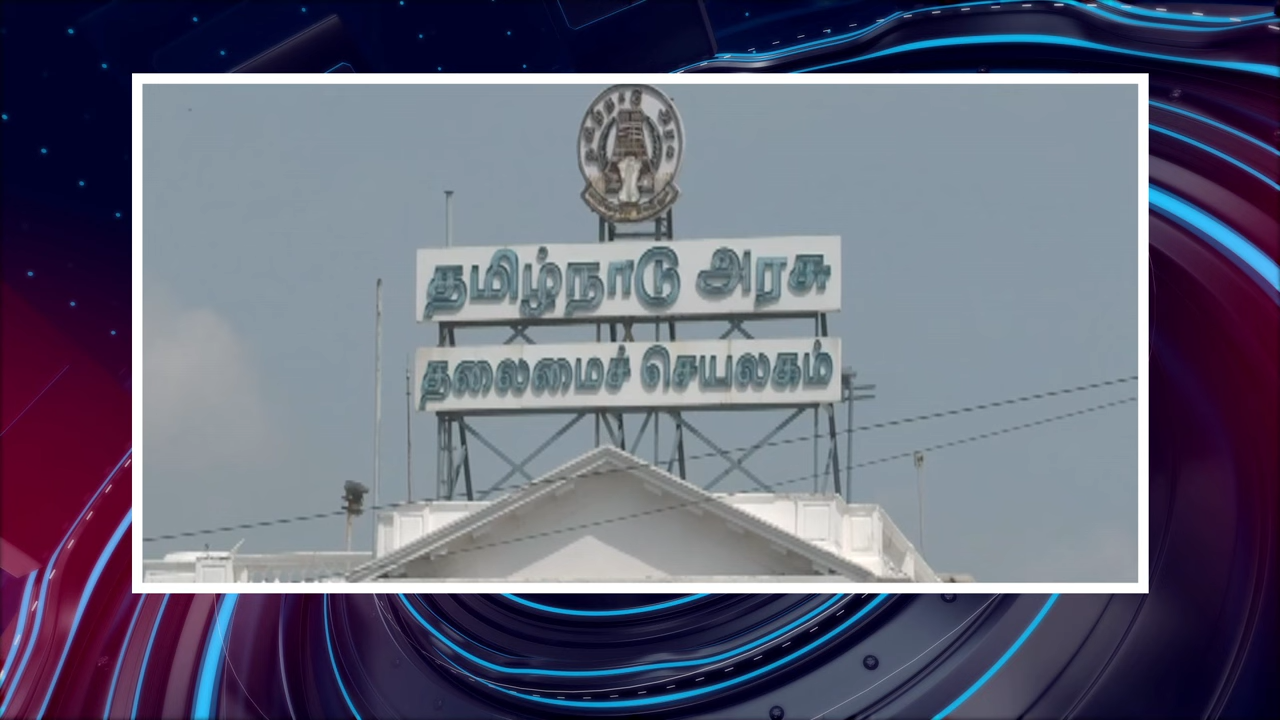 தமிழ்நாடு அரசு
தலைமைச் செயலகம்